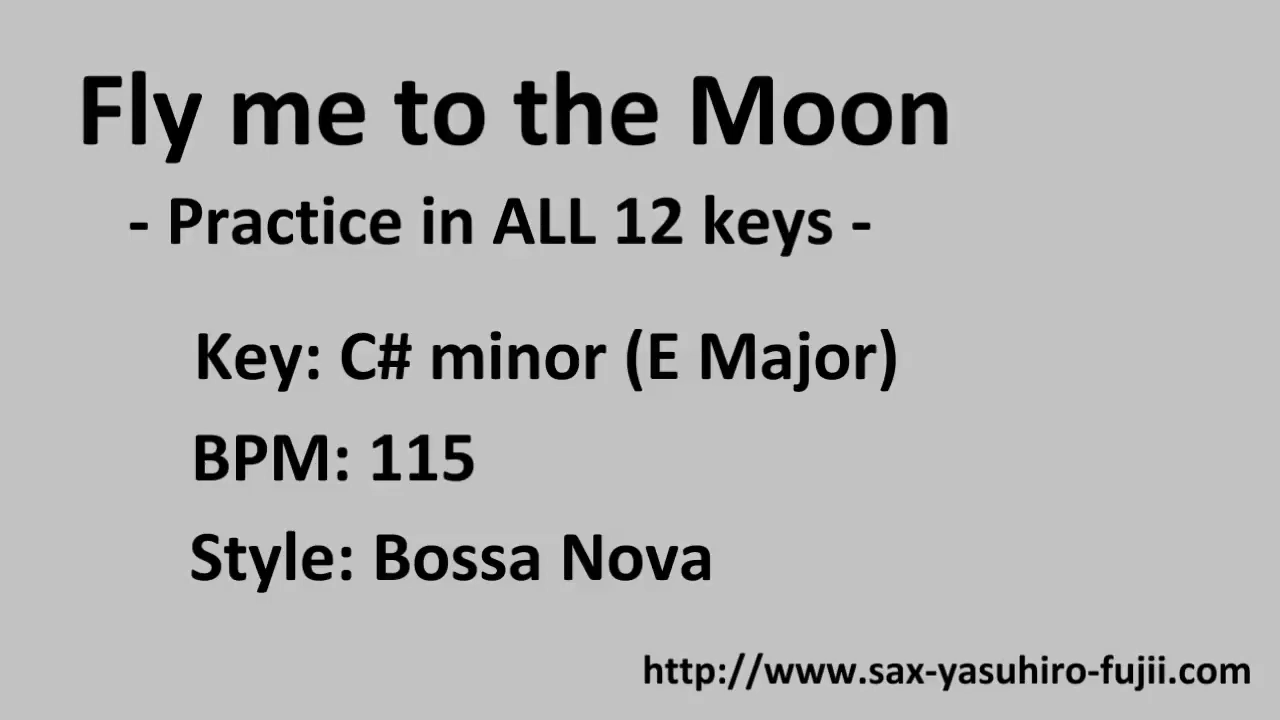 Fly me to the Moon
- Practice in ALL 12 keys -
Key: C# minor (E Major)
BPM: 115
Style: Bossa Nova
http://www.sax-yasuhiro-fujii.com